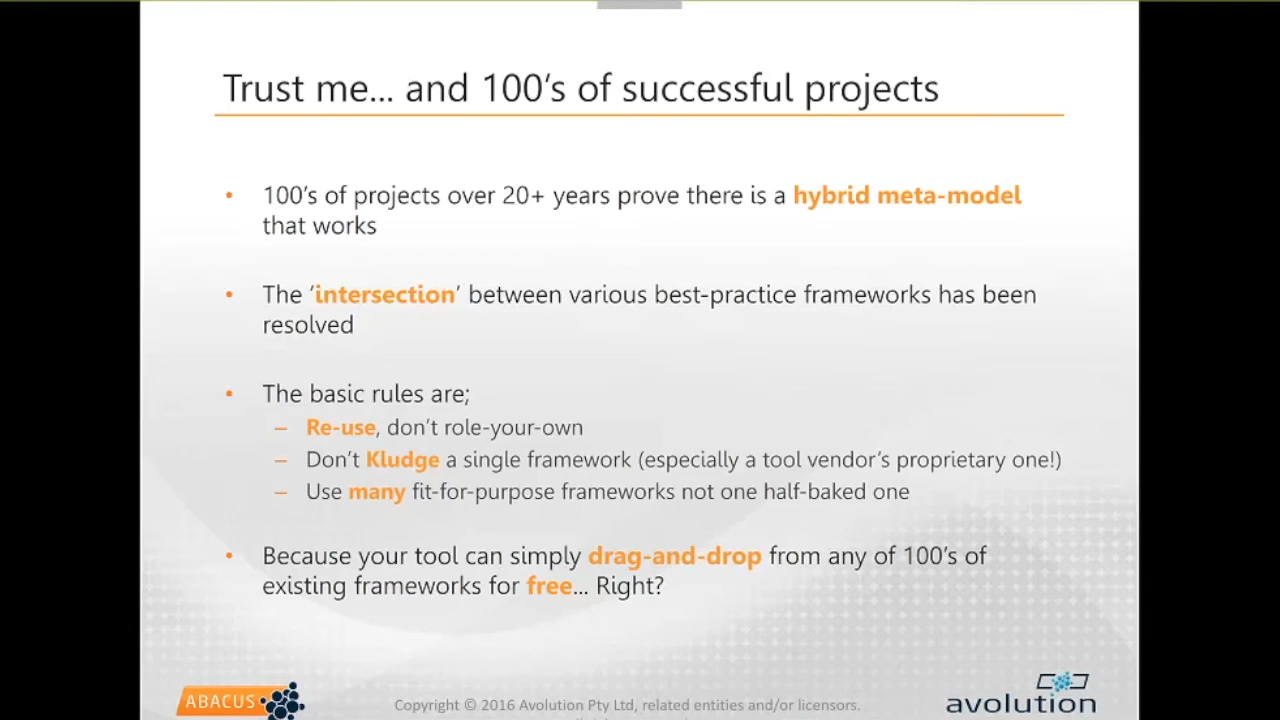 Trust me... and 100's of successful projects
• 100's of projects over 20+ years prove there is a hybrid meta-model
that works
• The 'intersection' between various best-practice frameworks has been
resolved
• The basic rules are;
– Re-use, don't role-your-own
– Don't Kludge a single framework (especially a tool vendor's proprietary one!)
– Use many fit-for-purpose frameworks not one half-baked one
• Because your tool can simply drag-and-drop from any of 100's of
existing frameworks for free... Right?
ABACUS
Copyright © 2016 Avolution Pty Ltd, related entities and/or licensors.
avolution